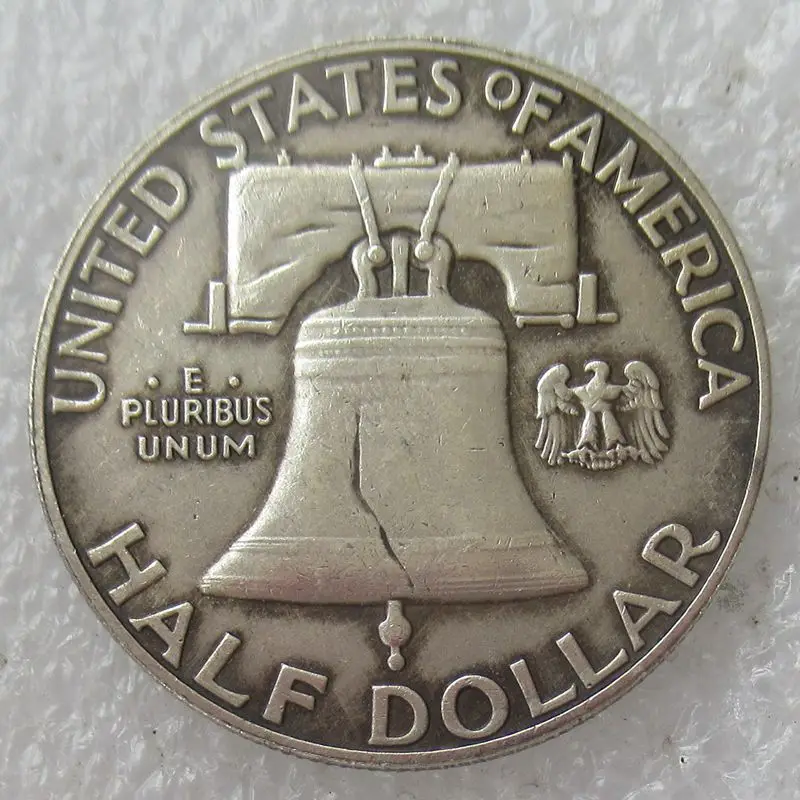 UNITED STATES OF AMERICA
· E ·
PLURIBUS
UNUM
HALF DOLLAR